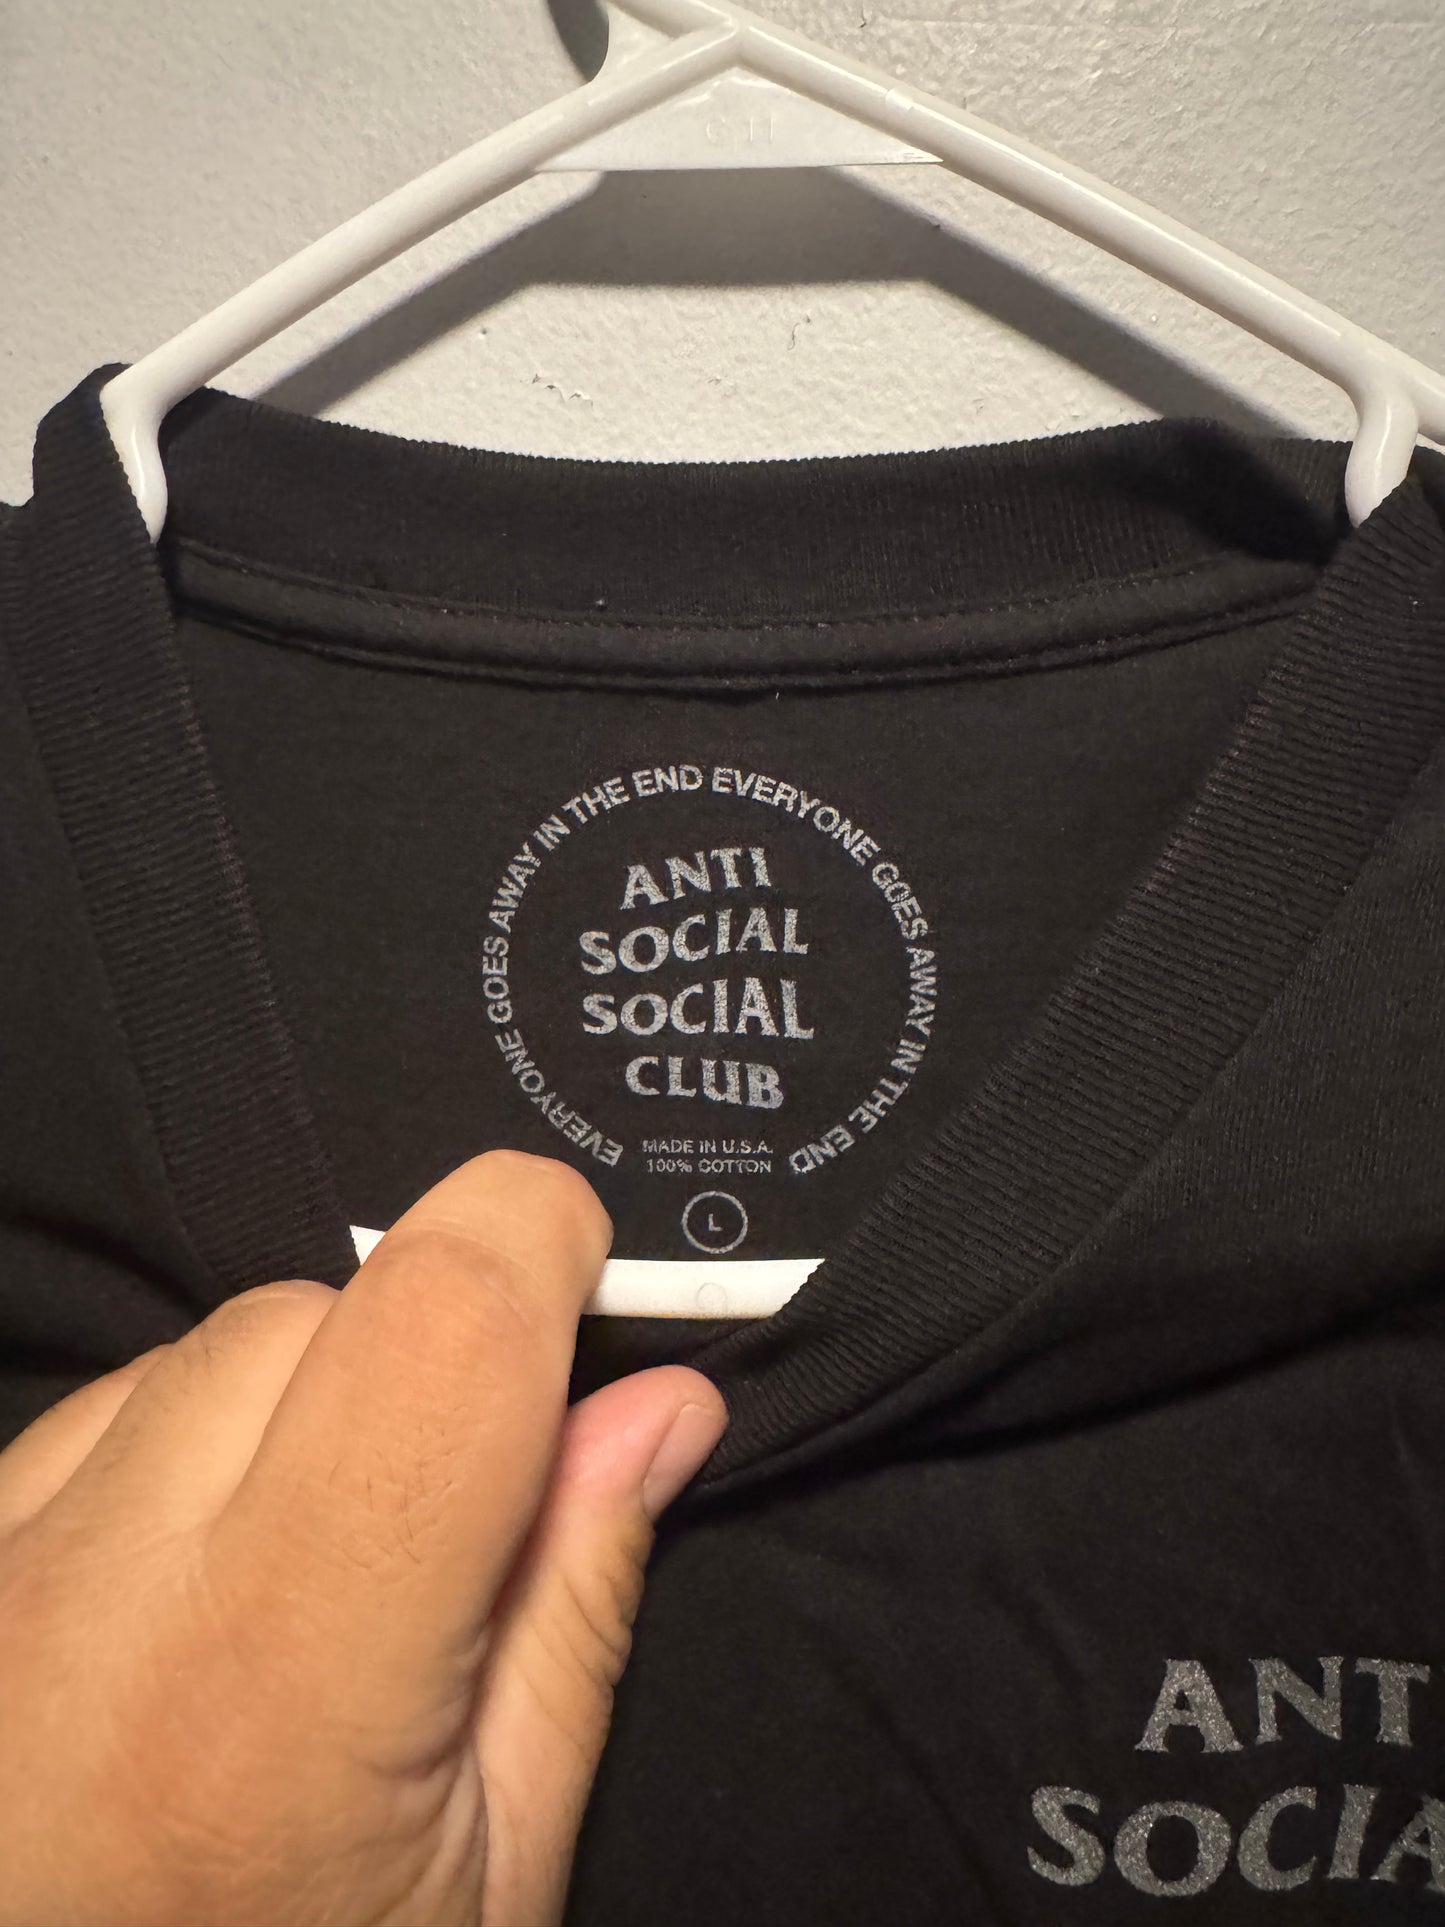 EVERYONE GOES AWAY IN THE END EVERYONE GOES AWAY IN THE END
ANTI
SOCIAL
SOCIAL
CLUB
MADE IN U.S.A.
100% COTTON
L
ANT
SOCIA